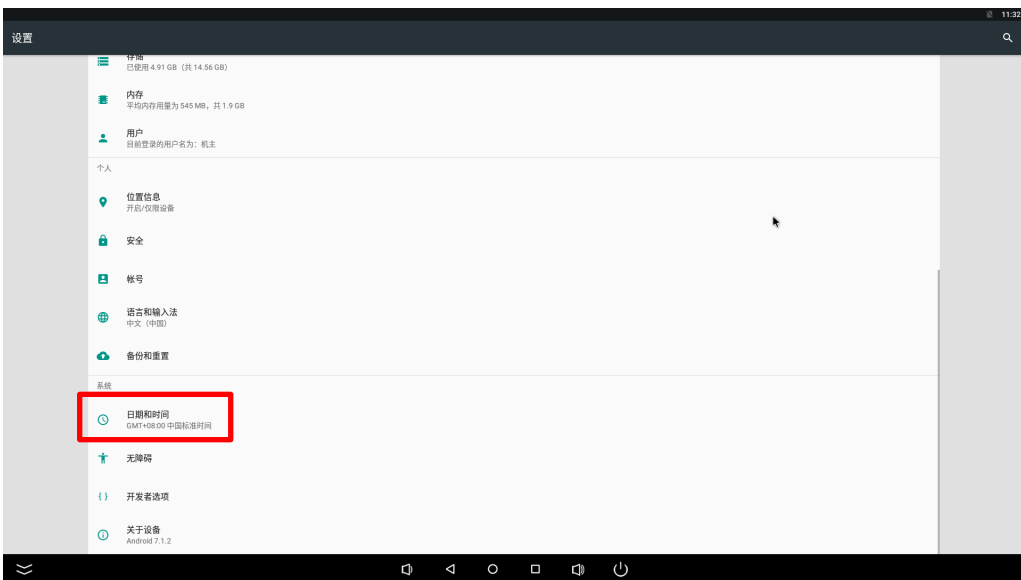 11:32
设置
存储
已使用 4.91 GB（共 14.56 GB）
内存
平均内存用量为 545 MB，共 1.9 GB
用户
目前登录的用户名为：机主
个人
位置信息
开启/仅限设备
安全
帐号
语言和输入法
中文（中国）
备份和重置
系统
日期和时间
GMT+08:00 中国标准时间
无障碍
{ } 开发者选项
关于设备
Android 7.1.2